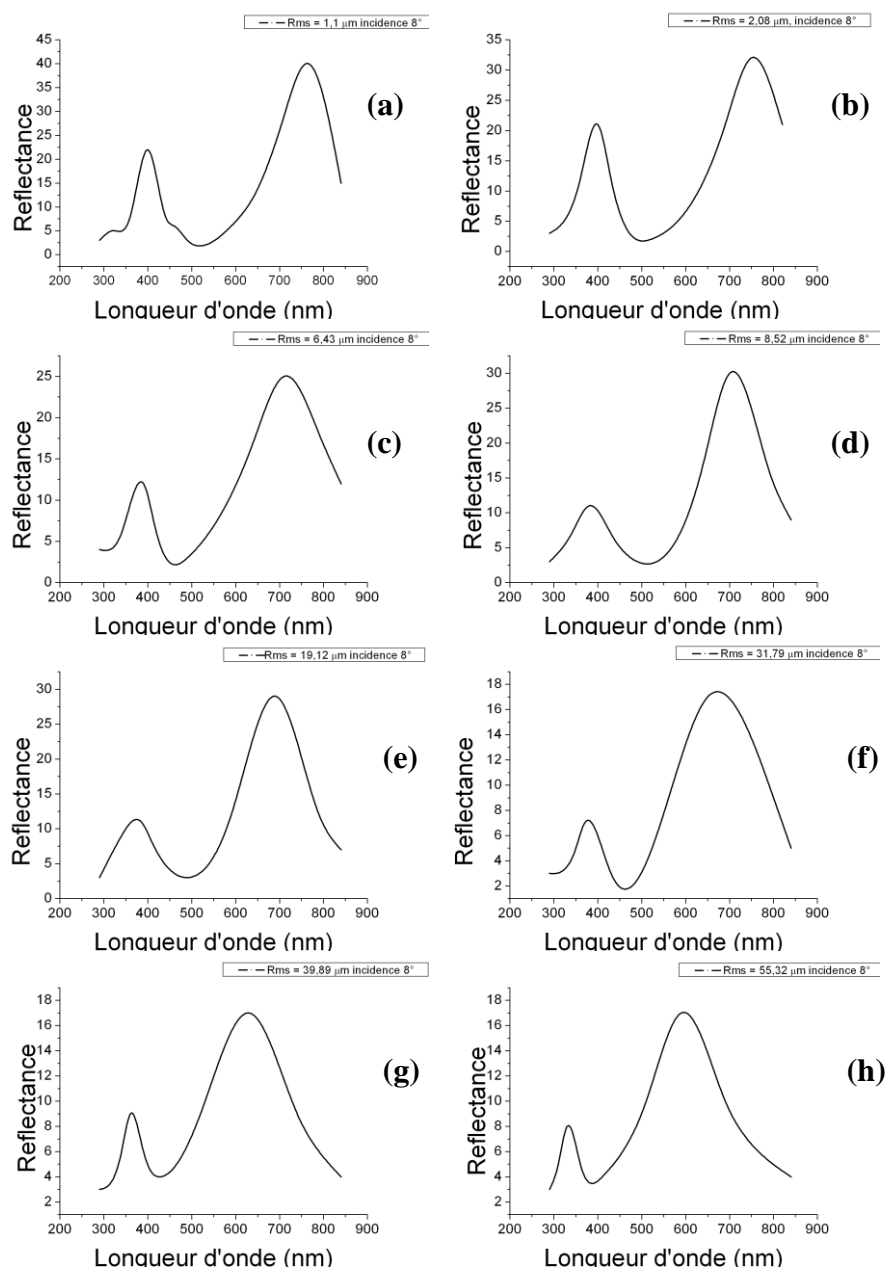 Rms = 1,1 μm incidence 8°
Reflectance
45
40
35
30
25
20
15
10
5
0
(a)
200 300 400 500 600 700 800 900
Longueur d'onde (nm)
Rms = 2,08 μm, incidence 8°
Reflectance
35
30
25
20
15
10
5
0
(b)
200 300 400 500 600 700 800 900
Longueur d'onde (nm)
Rms = 6,43 μm incidence 8°
Reflectance
25
20
15
10
5
0
(c)
200 300 400 500 600 700 800 900
Longueur d'onde (nm)
Rms = 8,52 μm incidence 8°
Reflectance
30
25
20
15
10
5
0
(d)
200 300 400 500 600 700 800 900
Longueur d'onde (nm)
Rms = 19,12 μm incidence 8°
Reflectance
30
25
20
15
10
5
0
(e)
200 300 400 500 600 700 800 900
Longueur d'onde (nm)
Rms = 31,79 μm incidence 8°
Reflectance
18
16
14
12
10
8
6
4
2
(f)
200 300 400 500 600 700 800 900
Longueur d'onde (nm)
Rms = 39,89 μm incidence 8°
Reflectance
18
16
14
12
10
8
6
4
2
(g)
200 300 400 500 600 700 800 900
Longueur d'onde (nm)
Rms = 55,32 μm incidence 8°
Reflectance
18
16
14
12
10
8
6
4
2
(h)
200 300 400 500 600 700 800 900
Longueur d'onde (nm)